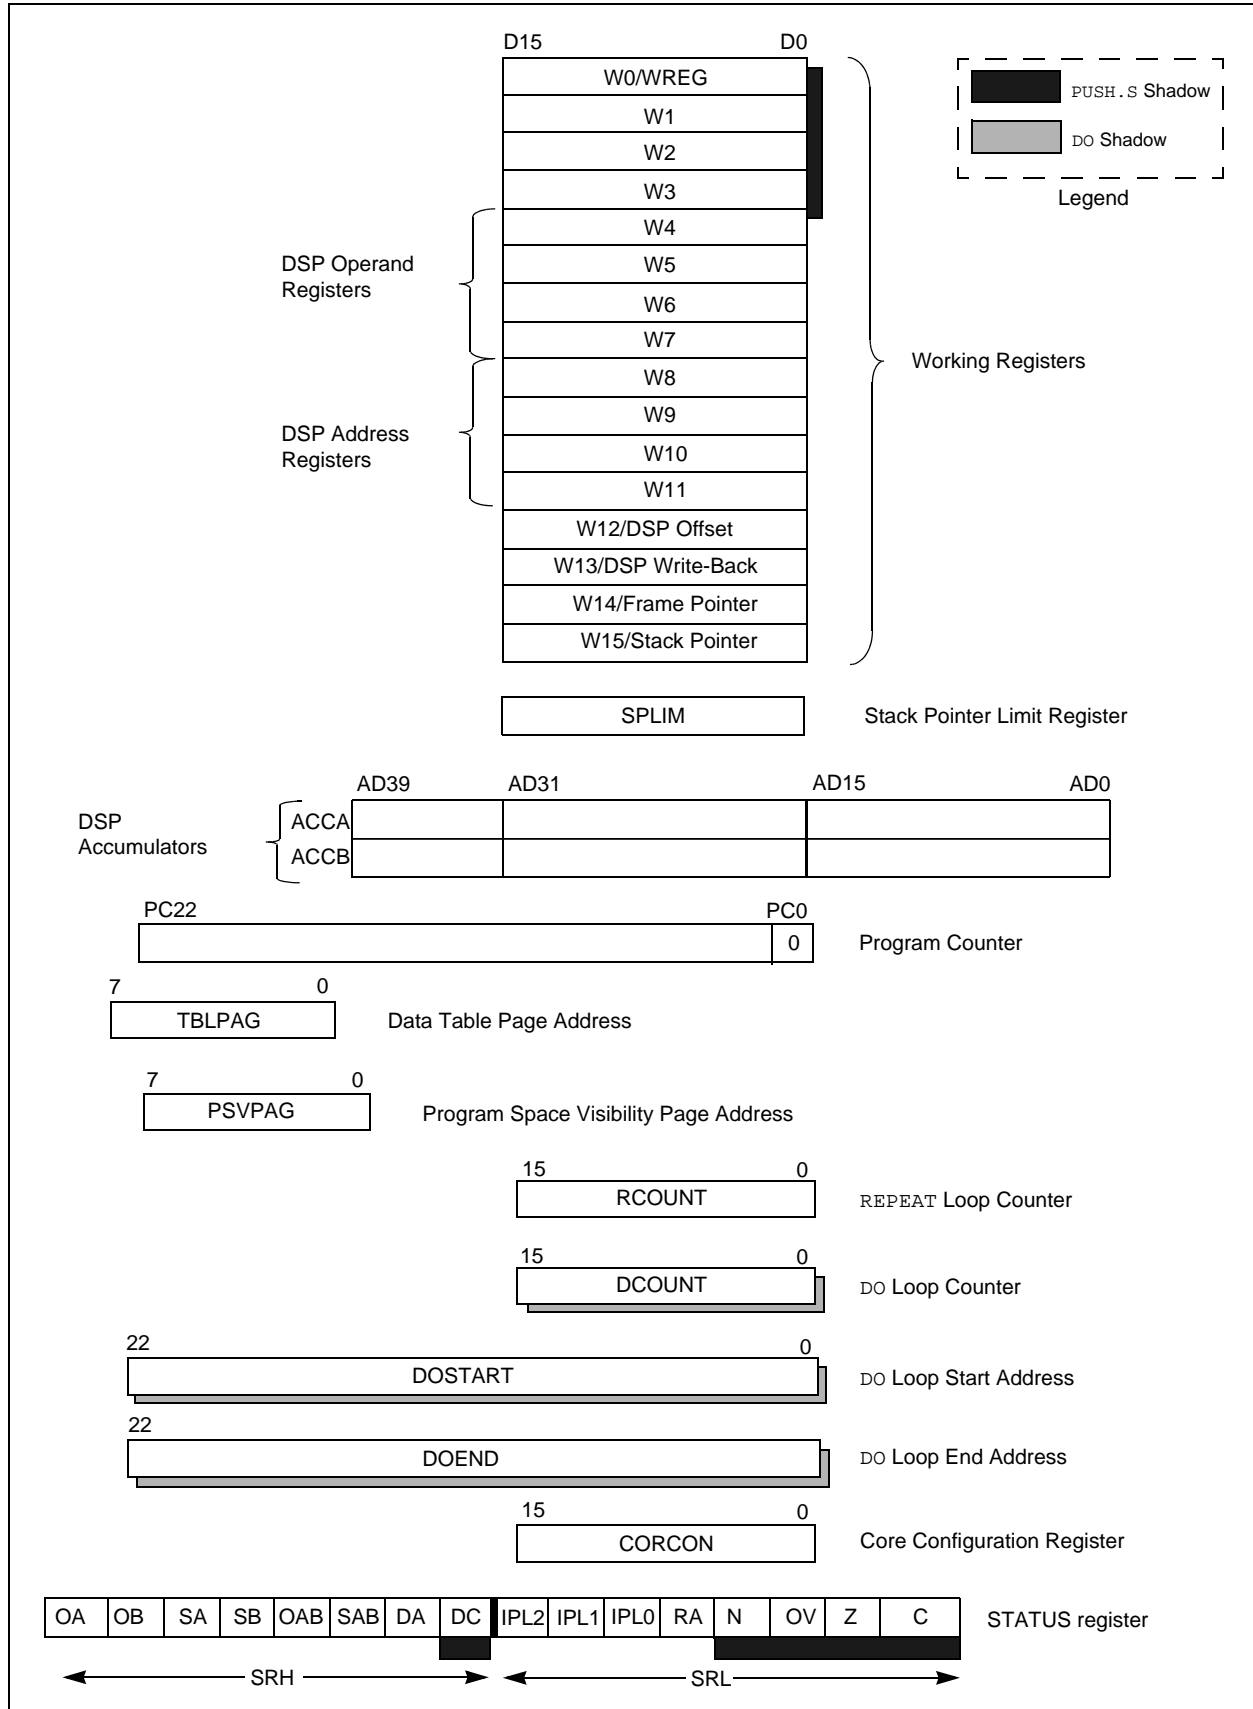 D15 D0
W0/WREG
W1
W2
W3
W4
W5
W6
W7
W8
W9
W10
W11
W12/DSP Offset
W13/DSP Write-Back
W14/Frame Pointer
W15/Stack Pointer
PUSH.S Shadow
DO Shadow
Legend
DSP Operand
Registers
DSP Address
Registers
Working Registers
SPLIM
Stack Pointer Limit Register
AD39 AD31 AD15 AD0
DSP
Accumulators
ACCA
ACCB
PC22 PC0
0
Program Counter
7 0
TBLPAG
Data Table Page Address
7 0
PSVPAG
Program Space Visibility Page Address
15 0
RCOUNT
REPEAT Loop Counter
15 0
DCOUNT
DO Loop Counter
22 0
DOSTART
DO Loop Start Address
22
DOEND
DO Loop End Address
15 0
CORCON
Core Configuration Register
OA OB SA SB OAB SAB DA DC IPL2 IPL1 IPL0 RA N OV Z C
STATUS register
SRH SRL